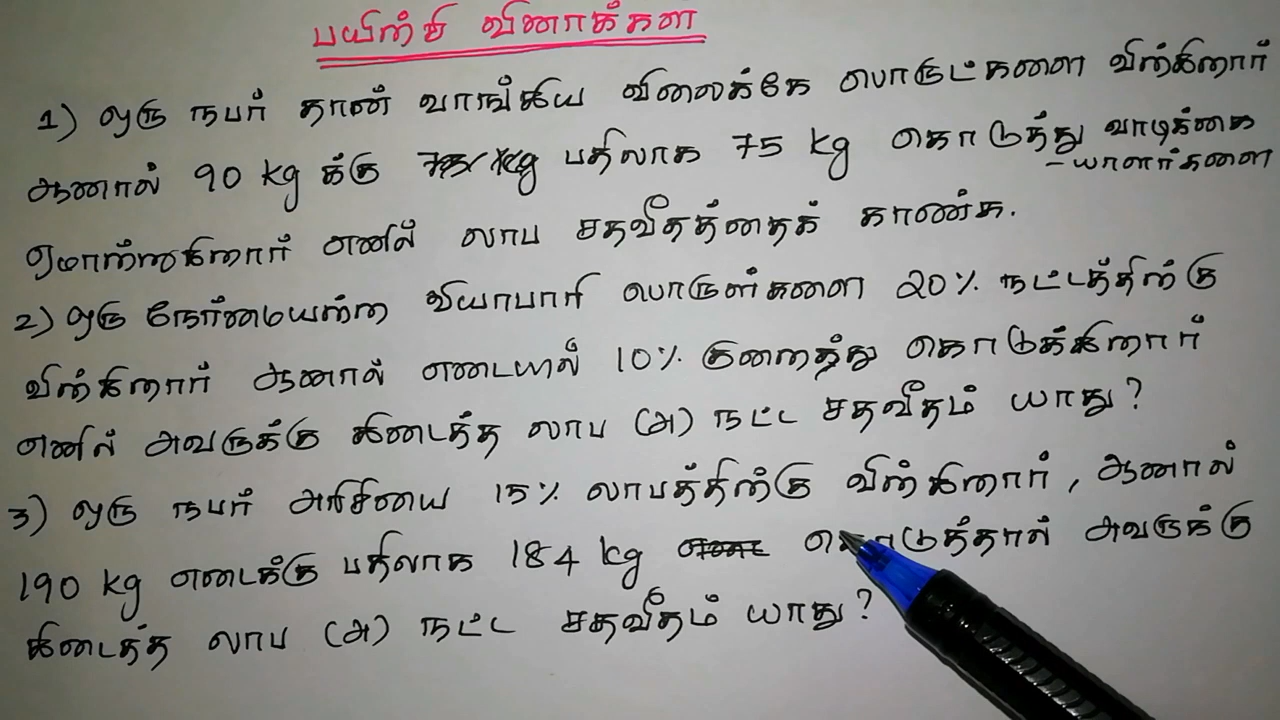 பயிற்சி வினாக்கள்
1) ஒரு நபர் தான் வாங்கிய விலைக்கே பொருட்களை விற்கிறார்
ஆனால் 90 kg க்கு பதிலாக 75 kg கொடுத்து வாடிக்கை
-யாளர்களை
ஏமாற்றுகிறார் எனில் லாப சதவீதத்தைக் காண்க.
2) ஒரு நேர்மையற்ற வியாபாரி பொருள்களை 20% நட்டத்திற்கு
விற்கிறார் ஆனால் எடையில் 10% குறைத்து கொடுக்கிறார்
எனில் அவருக்கு கிடைத்த லாப (அ) நட்ட சதவீதம் யாது?
3) ஒரு நபர் அரிசியை 15% லாபத்திற்கு விற்கிறார், ஆனால்
190 kg எடைக்கு பதிலாக 184 kg கொடுத்தால் அவருக்கு
கிடைத்த லாப (அ) நட்ட சதவீதம் யாது?